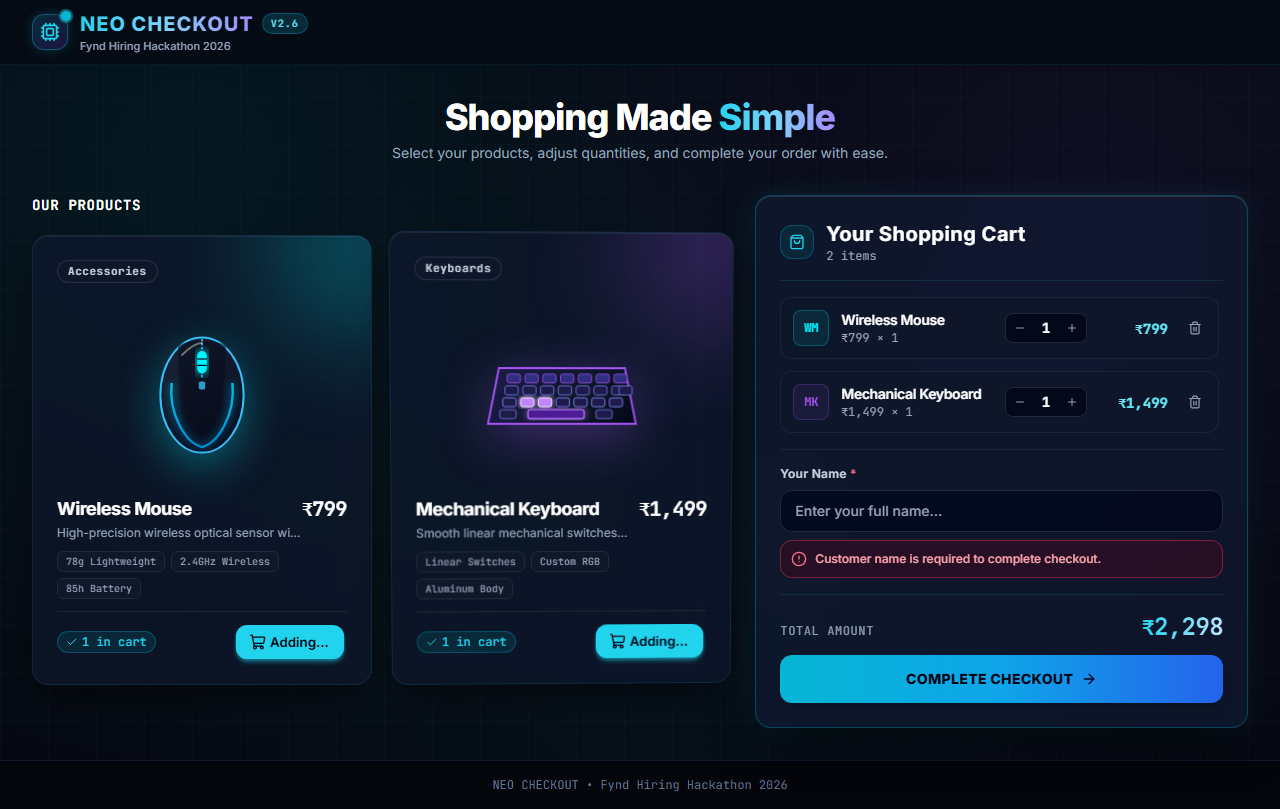 NEO CHECKOUT V2.6
Fynd Hiring Hackathon 2026
Shopping Made Simple
Select your products, adjust quantities, and complete your order with ease.
OUR PRODUCTS
Accessories
Wireless Mouse ₹799
High-precision wireless optical sensor wi...
78g Lightweight 2.4GHz Wireless
85h Battery
1 in cart Adding...
Keyboards
Mechanical Keyboard ₹1,499
Smooth linear mechanical switches...
Linear Switches Custom RGB
Aluminum Body
1 in cart Adding...
Your Shopping Cart
2 items
WM Wireless Mouse ₹799 × 1 − 1 + ₹799
MK Mechanical Keyboard ₹1,499 × 1 − 1 + ₹1,499
Your Name *
Enter your full name...
Customer name is required to complete checkout.
TOTAL AMOUNT ₹2,298
COMPLETE CHECKOUT →
NEO CHECKOUT • Fynd Hiring Hackathon 2026